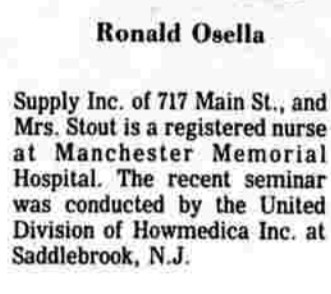 Ronald Osella
Supply Inc. of 717 Main St., and
Mrs. Stout is a registered nurse
at Manchester Memorial
Hospital. The recent seminar
was conducted by the United
Division of Howmedica Inc. at
Saddlebrook, N.J.